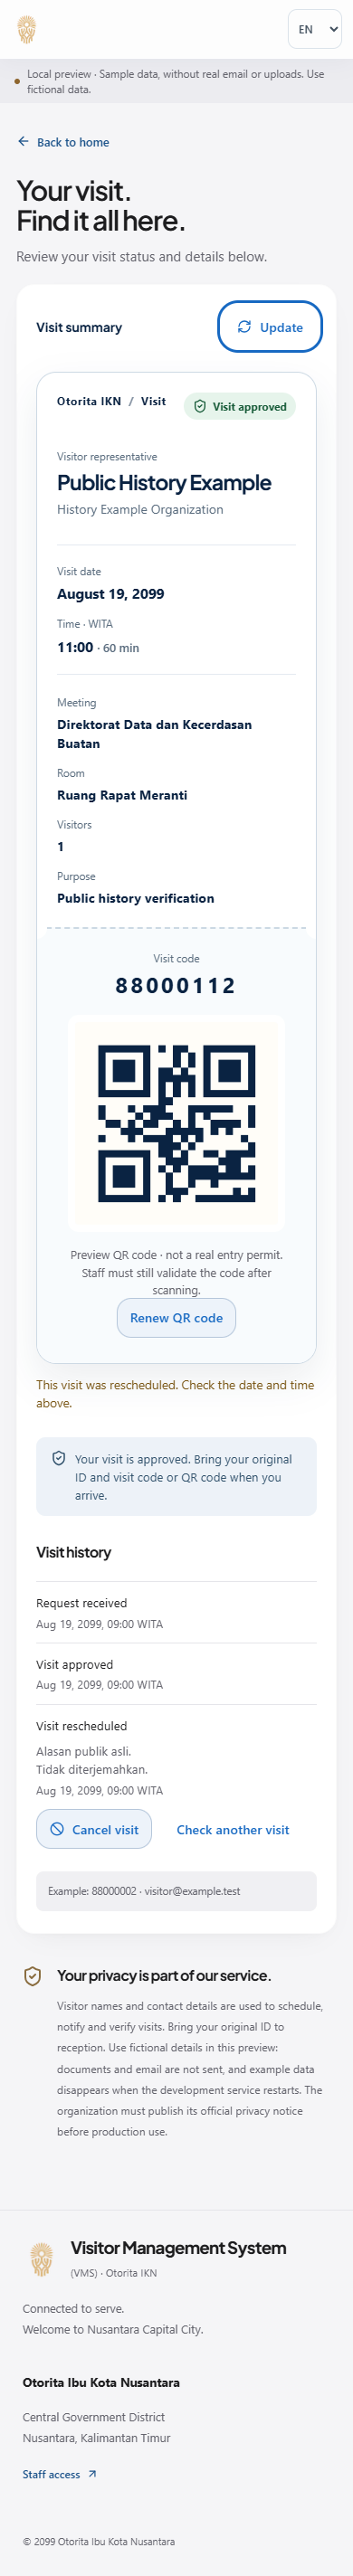 EN
Local preview · Sample data, without real email or uploads. Use
fictional data.
Back to home
Your visit.
Find it all here.
Review your visit status and details below.
Visit summary
Update
Otorita IKN / Visit
Visit approved
Visitor representative
Public History Example
History Example Organization
Visit date
August 19, 2099
Time · WITA
11:00 · 60 min
Meeting
Direktorat Data dan Kecerdasan
Buatan
Room
Ruang Rapat Meranti
Visitors
1
Purpose
Public history verification
Visit code
88000112
Preview QR code · not a real entry permit.
Staff must still validate the code after
scanning.
Renew QR code
This visit was rescheduled. Check the date and time
above.
Your visit is approved. Bring your original
ID and visit code or QR code when you
arrive.
Visit history
Request received
Aug 19, 2099, 09:00 WITA
Visit approved
Aug 19, 2099, 09:00 WITA
Visit rescheduled
Alasan publik asli.
Tidak diterjemahkan.
Aug 19, 2099, 09:00 WITA
Cancel visit
Check another visit
Example: 88000002 · visitor@example.test
Your privacy is part of our service.
Visitor names and contact details are used to schedule,
notify and verify visits. Bring your original ID to
reception. Use fictional details in this preview:
documents and email are not sent, and example data
disappears when the development service restarts. The
organization must publish its official privacy notice
before production use.
Visitor Management System
(VMS) · Otorita IKN
Connected to serve.
Welcome to Nusantara Capital City.
Otorita Ibu Kota Nusantara
Central Government District
Nusantara, Kalimantan Timur
Staff access
© 2099 Otorita Ibu Kota Nusantara